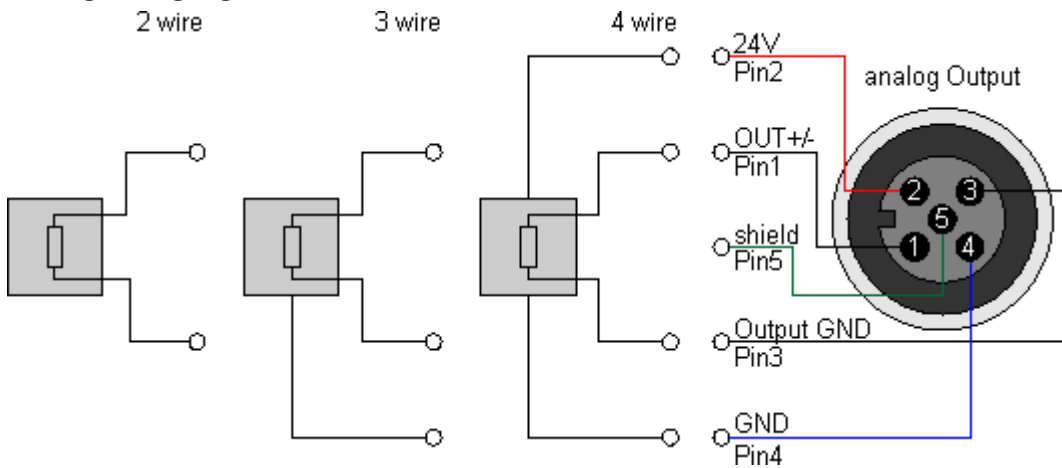 2 wire
3 wire
4 wire
24V
Pin2
analog Output
OUT+/-
Pin1
2
3
5
shield
Pin5
1
4
Output GND
Pin3
GND
Pin4